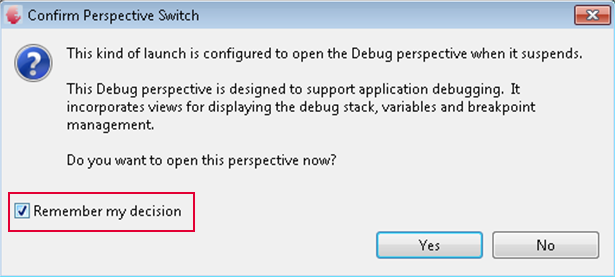 Confirm Perspective Switch
This kind of launch is configured to open the Debug perspective when it suspends.
This Debug perspective is designed to support application debugging. It
incorporates views for displaying the debug stack, variables and breakpoint
management.
Do you want to open this perspective now?
Remember my decision
Yes
No